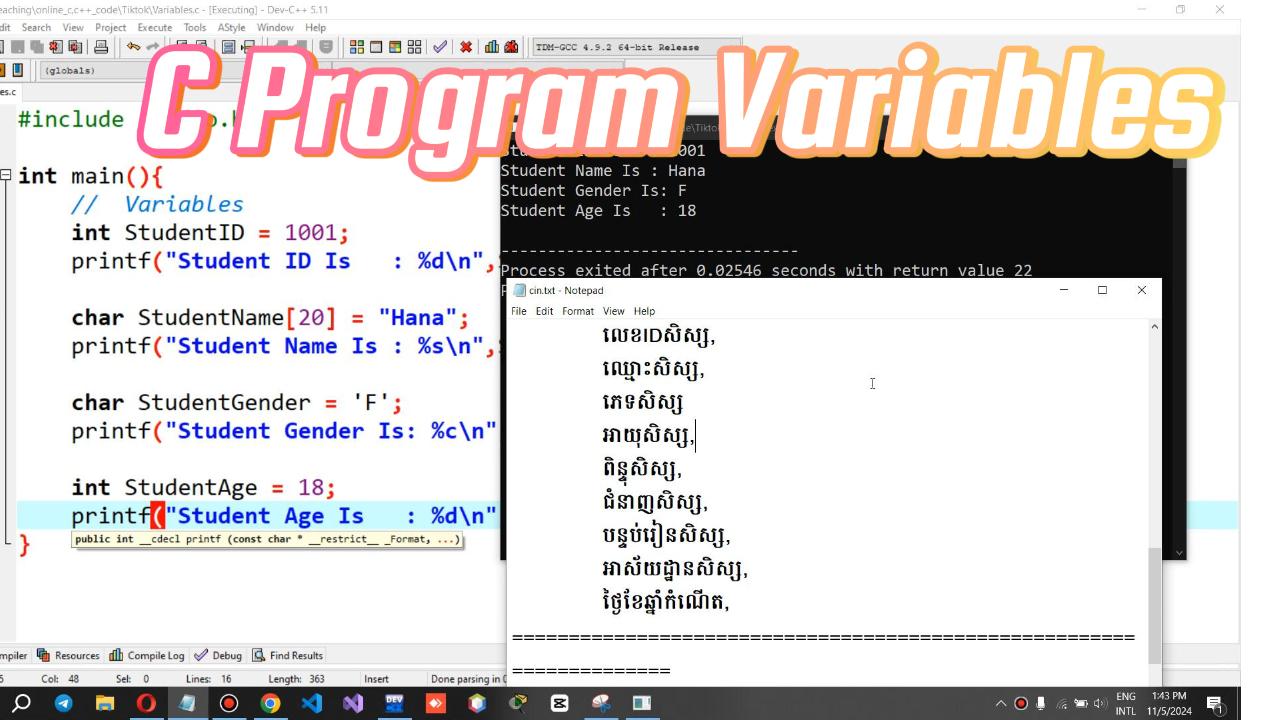 eaching\online_c,c++_code\Tiktok\Variables.c - [Executing] - Dev-C++ 5.11
dit Search View Project Execute Tools AStyle Window Help
TDM-GCC 4.9.2 64-bit Release
(globals)
C Program Variables
es.c
#include
int main(){
// Variables
int StudentID = 1001;
printf("Student ID Is : %d\n",
char StudentName[20] = "Hana";
printf("Student Name Is : %s\n",
char StudentGender = 'F';
printf("Student Gender Is: %c\n"
int StudentAge = 18;
printf("Student Age Is : %d\n"
public int __cdecl printf (const char * __restrict__ _Format, ...)
}
001
Student Name Is : Hana
Student Gender Is: F
Student Age Is : 18
------------------------------
Process exited after 0.02546 seconds with return value 22
cin.txt - Notepad
File Edit Format View Help
លេខIDសិស្ស,
ឈ្មោះសិស្ស,
ភេទសិស្ស
អាយុសិស្ស,
ពិន្ទុសិស្ស,
ជំនាញសិស្ស,
បន្ទប់រៀនសិស្ស,
អាស័យដ្ឋានសិស្ស,
ថ្ងៃខែឆ្នាំកំណើត,
=======================================================
==============
mpiler Resources Compile Log Debug Find Results
5 Col: 48 Sel: 0 Lines: 16 Length: 363 Insert Done parsing in 0
DEV
ENG
INTL
1:43 PM
11/5/2024
1